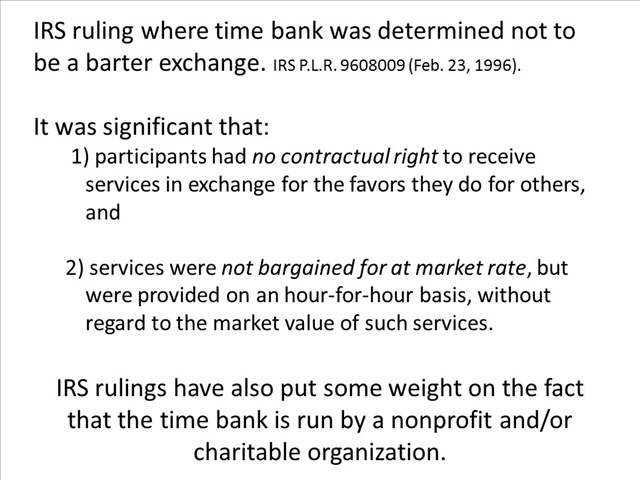 IRS ruling where time bank was determined not to
be a barter exchange. IRS P.L.R. 9608009 (Feb. 23, 1996).
It was significant that:
1) participants had no contractual right to receive
services in exchange for the favors they do for others,
and
2) services were not bargained for at market rate, but
were provided on an hour-for-hour basis, without
regard to the market value of such services.
IRS rulings have also put some weight on the fact
that the time bank is run by a nonprofit and/or
charitable organization.